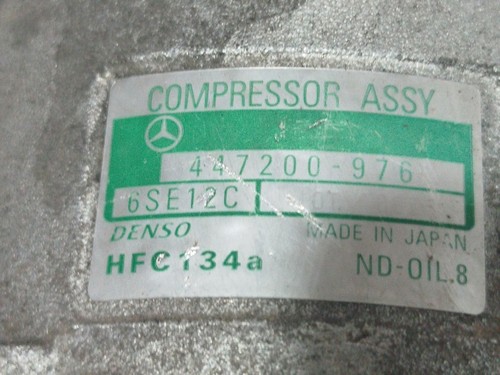 COMPRESSOR ASSY
447200-976
6SE12C
DENSO MADE IN JAPAN
HFC134a ND-OIL.8